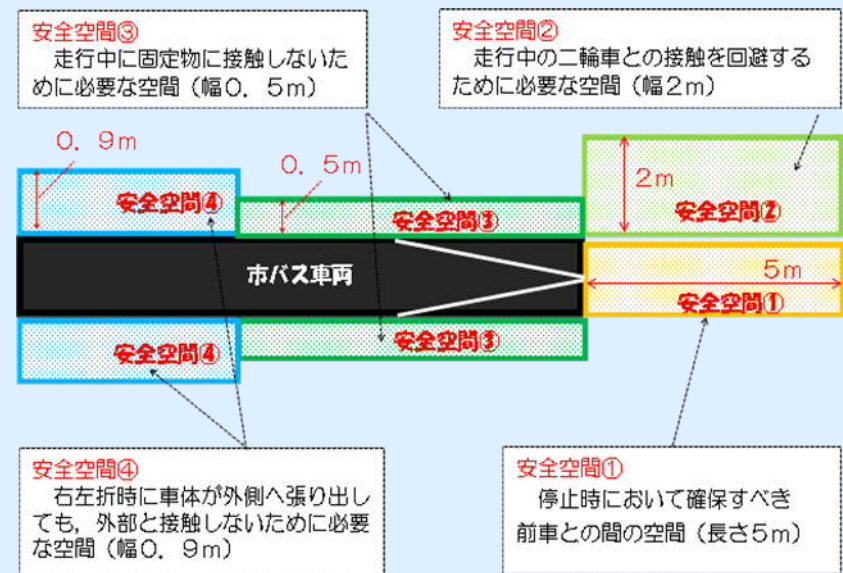 安全空間③
走行中に固定物に接触しないた
めに必要な空間（幅０．５ｍ）
安全空間②
走行中の二輪車との接触を回避する
ために必要な空間（幅２ｍ）
０．９ｍ
０．５ｍ
２ｍ
安全空間④
安全空間③
安全空間②
市バス車両
５ｍ
安全空間①
安全空間④
安全空間③
安全空間④
右左折時に車体が外側へ張り出し
ても，外部と接触しないために必要
な空間（幅０．９ｍ）
安全空間①
停止時において確保すべき
前車との間の空間（長さ５ｍ）